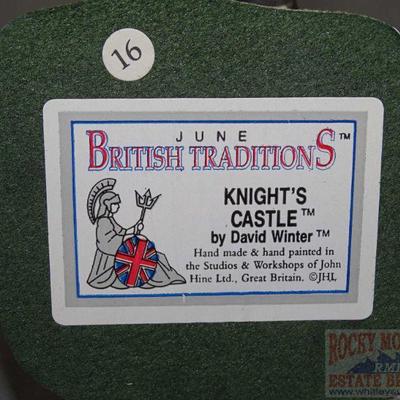 16
JUNE
BRITISH TRADITIONS™
KNIGHT'S
CASTLE™
by David Winter™
Hand made & hand painted in
the Studios & Workshops of John
Hine Ltd., Great Britain. ©JHL
ROCKY MO
ESTATE